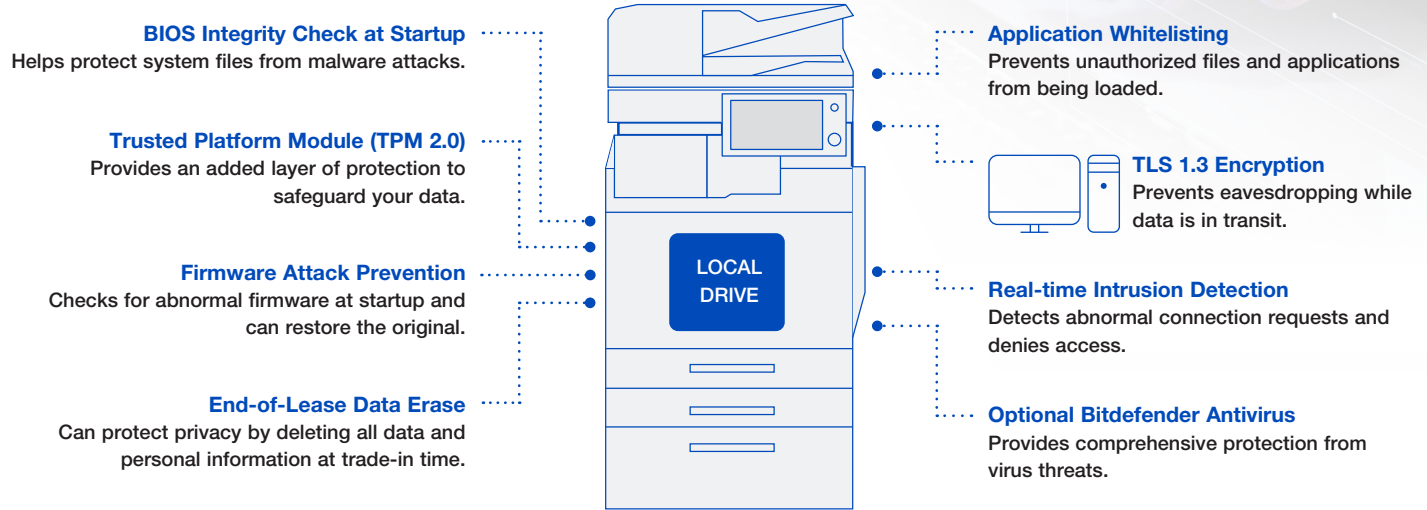 BIOS Integrity Check at Startup
Helps protect system files from malware attacks.
Trusted Platform Module (TPM 2.0)
Provides an added layer of protection to
safeguard your data.
Firmware Attack Prevention
Checks for abnormal firmware at startup and
can restore the original.
End-of-Lease Data Erase
Can protect privacy by deleting all data and
personal information at trade-in time.
LOCAL
DRIVE
Application Whitelisting
Prevents unauthorized files and applications
from being loaded.
TLS 1.3 Encryption
Prevents eavesdropping while
data is in transit.
Real-time Intrusion Detection
Detects abnormal connection requests and
denies access.
Optional Bitdefender Antivirus
Provides comprehensive protection from
virus threats.